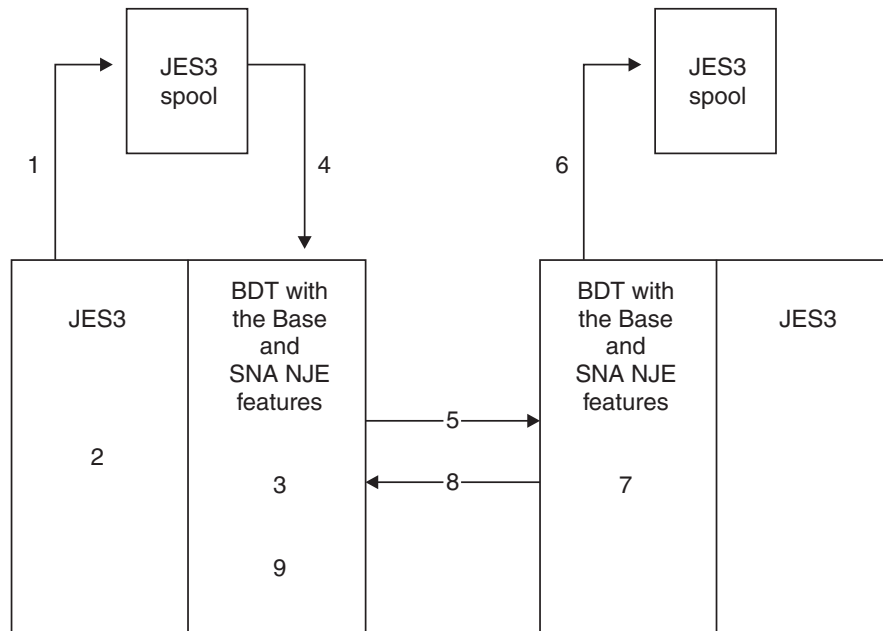 JES3
spool
JES3
spool
1
4
6
JES3
BDT with
the Base
and
SNA NJE
features
BDT with
the Base
and
SNA NJE
features
JES3
5
2
3
8
7
9